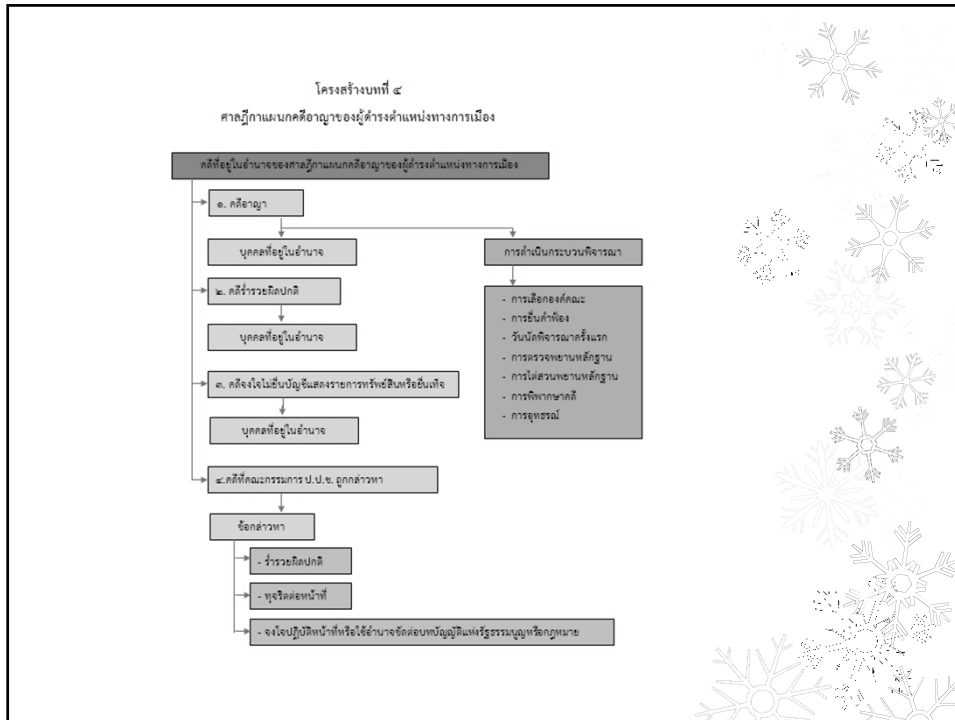 โครงสร้างบทที่ ๔
ศาลฎีกาแผนกคดีอาญาของผู้ดำรงตำแหน่งทางการเมือง
คดีที่อยู่ในอำนาจของศาลฎีกาแผนกคดีอาญาของผู้ดำรงตำแหน่งทางการเมือง
๑. คดีอาญา
บุคคลที่อยู่ในอำนาจ
การดำเนินกระบวนพิจารณา
- การเลือกองค์คณะ
- การยื่นคำฟ้อง
- วันนัดพิจารณาครั้งแรก
- การตรวจพยานหลักฐาน
- การไต่สวนพยานหลักฐาน
- การพิพากษาคดี
- การอุทธรณ์
๒. คดีร่ำรวยผิดปกติ
บุคคลที่อยู่ในอำนาจ
๓. คดีจงใจไม่ยื่นบัญชีแสดงรายการทรัพย์สินหรือยื่นเท็จ
บุคคลที่อยู่ในอำนาจ
๔.คดีที่คณะกรรมการ ป.ป.ช. ถูกกล่าวหา
ข้อกล่าวหา
- ร่ำรวยผิดปกติ
- ทุจริตต่อหน้าที่
- จงใจปฏิบัติหน้าที่หรือใช้อำนาจขัดต่อบทบัญญัติแห่งรัฐธรรมนูญหรือกฎหมาย